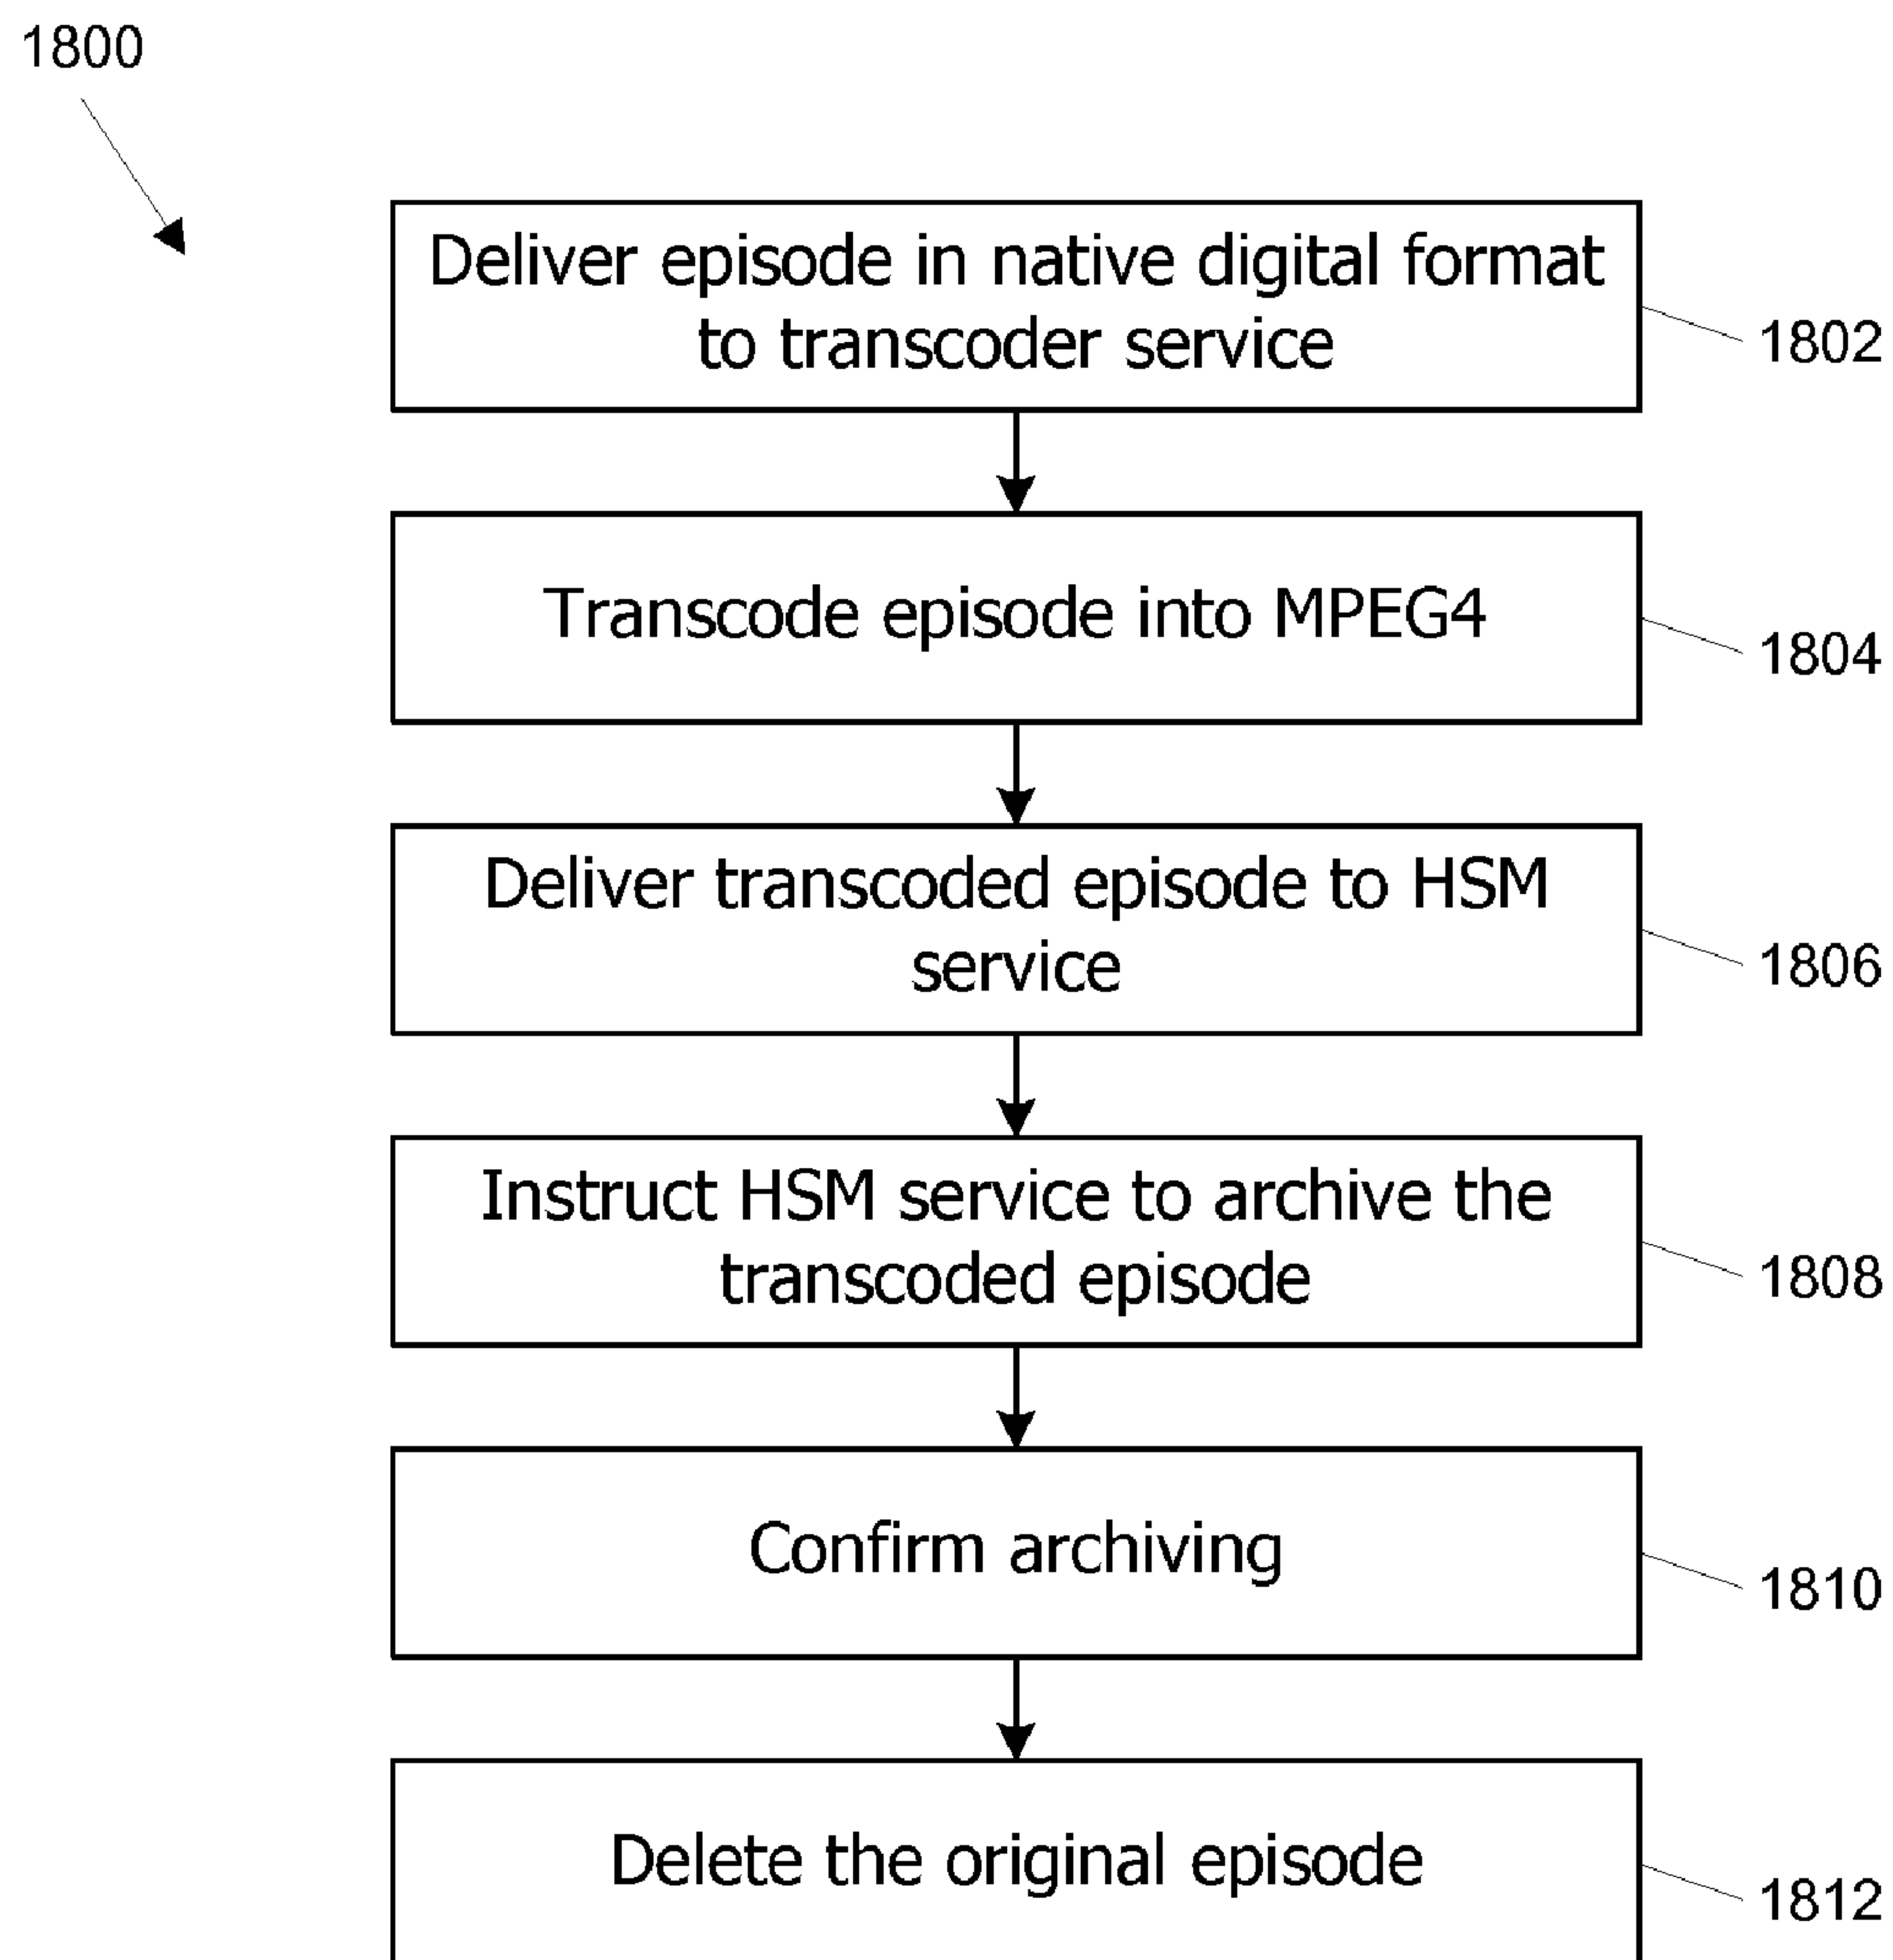 1800
Deliver episode in native digital format
to transcoder service
1802
Transcode episode into MPEG4
1804
Deliver transcoded episode to HSM
service
1806
Instruct HSM service to archive the
transcoded episode
1808
Confirm archiving
1810
Delete the original episode
1812